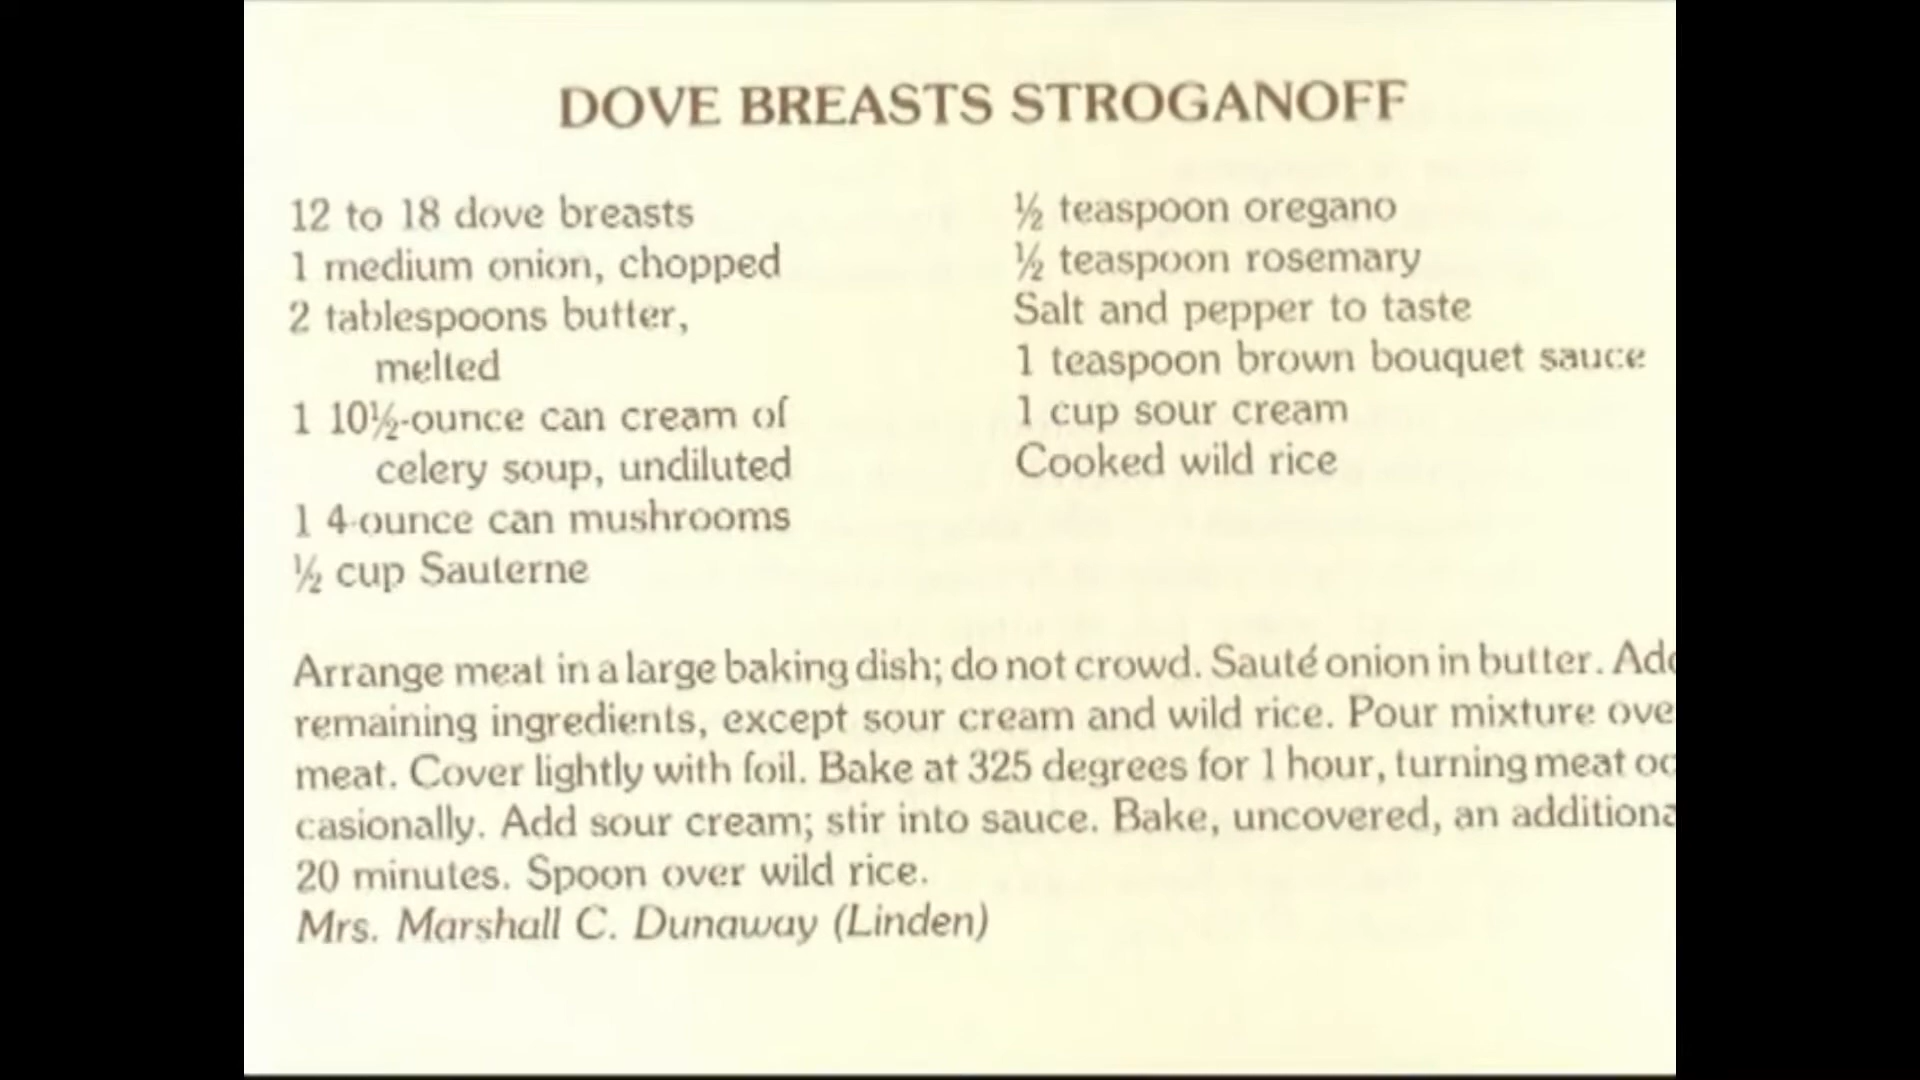 DOVE BREASTS STROGANOFF
12 to 18 dove breasts
1 medium onion, chopped
2 tablespoons butter,
melted
1 10½-ounce can cream of
celery soup, undiluted
1 4-ounce can mushrooms
½ cup Sauterne
½ teaspoon oregano
½ teaspoon rosemary
Salt and pepper to taste
1 teaspoon brown bouquet sauce
1 cup sour cream
Cooked wild rice
Arrange meat in a large baking dish; do not crowd. Sauté onion in butter. Ad
remaining ingredients, except sour cream and wild rice. Pour mixture ove
meat. Cover lightly with foil. Bake at 325 degrees for 1 hour, turning meat oc
casionally. Add sour cream; stir into sauce. Bake, uncovered, an additiona
20 minutes. Spoon over wild rice.
Mrs. Marshall C. Dunaway (Linden)